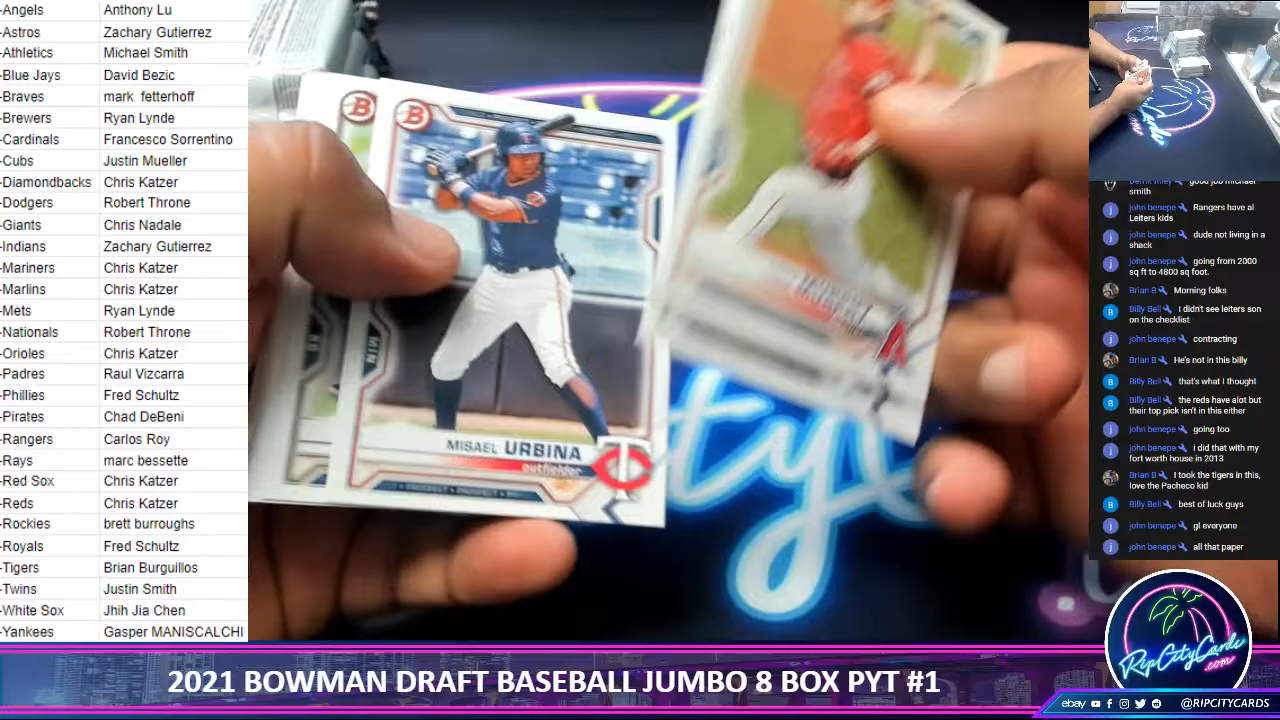 -Angels Anthony Lu
-Astros Zachary Gutierrez
-Athletics Michael Smith
-Blue Jays David Bezic
-Braves mark fetterhoff
-Brewers Ryan Lynde
-Cardinals Francesco Sorrentino
-Cubs Justin Mueller
-Diamondbacks Chris Katzer
-Dodgers Robert Throne
-Giants Chris Nadale
-Indians Zachary Gutierrez
-Mariners Chris Katzer
-Marlins Chris Katzer
-Mets Ryan Lynde
-Nationals Robert Throne
-Orioles Chris Katzer
-Padres Raul Vizcarra
-Phillies Fred Schultz
-Pirates Chad DeBeni
-Rangers Carlos Roy
-Rays marc bessette
-Red Sox Chris Katzer
-Reds Chris Katzer
-Rockies brett burroughs
-Royals Fred Schultz
-Tigers Brian Burguillos
-Twins Justin Smith
-White Sox Jhih Jia Chen
-Yankees Gasper MANISCALCHI
B
B
MIN
MISAEL URBINA
outfielder
good job michael
smith
john benepe Rangers have al
Leiters kids
john benepe dude not living in a
shack
john benepe going from 2000
sq ft to 4800 sq foot.
Brian B Morning folks
Billy Bell I didn't see leiters son
on the checklist
john benepe contracting
Brian B He's not in this billy
Billy Bell that's what I thought
Billy Bell the reds have alot but
their top pick isn't in this either
john benepe going too
john benepe i did that with my
fort worth house in 2013
Brian B I took the tigers in this,
love the Pacheco kid
Billy Bell best of luck guys
john benepe gl everyone
john benepe all that paper
RipCityCards
.com
2021 BOWMAN DRAFT BASEBALL JUMBO 8 BOX PYT #1
ebay @RIPCITYCARDS